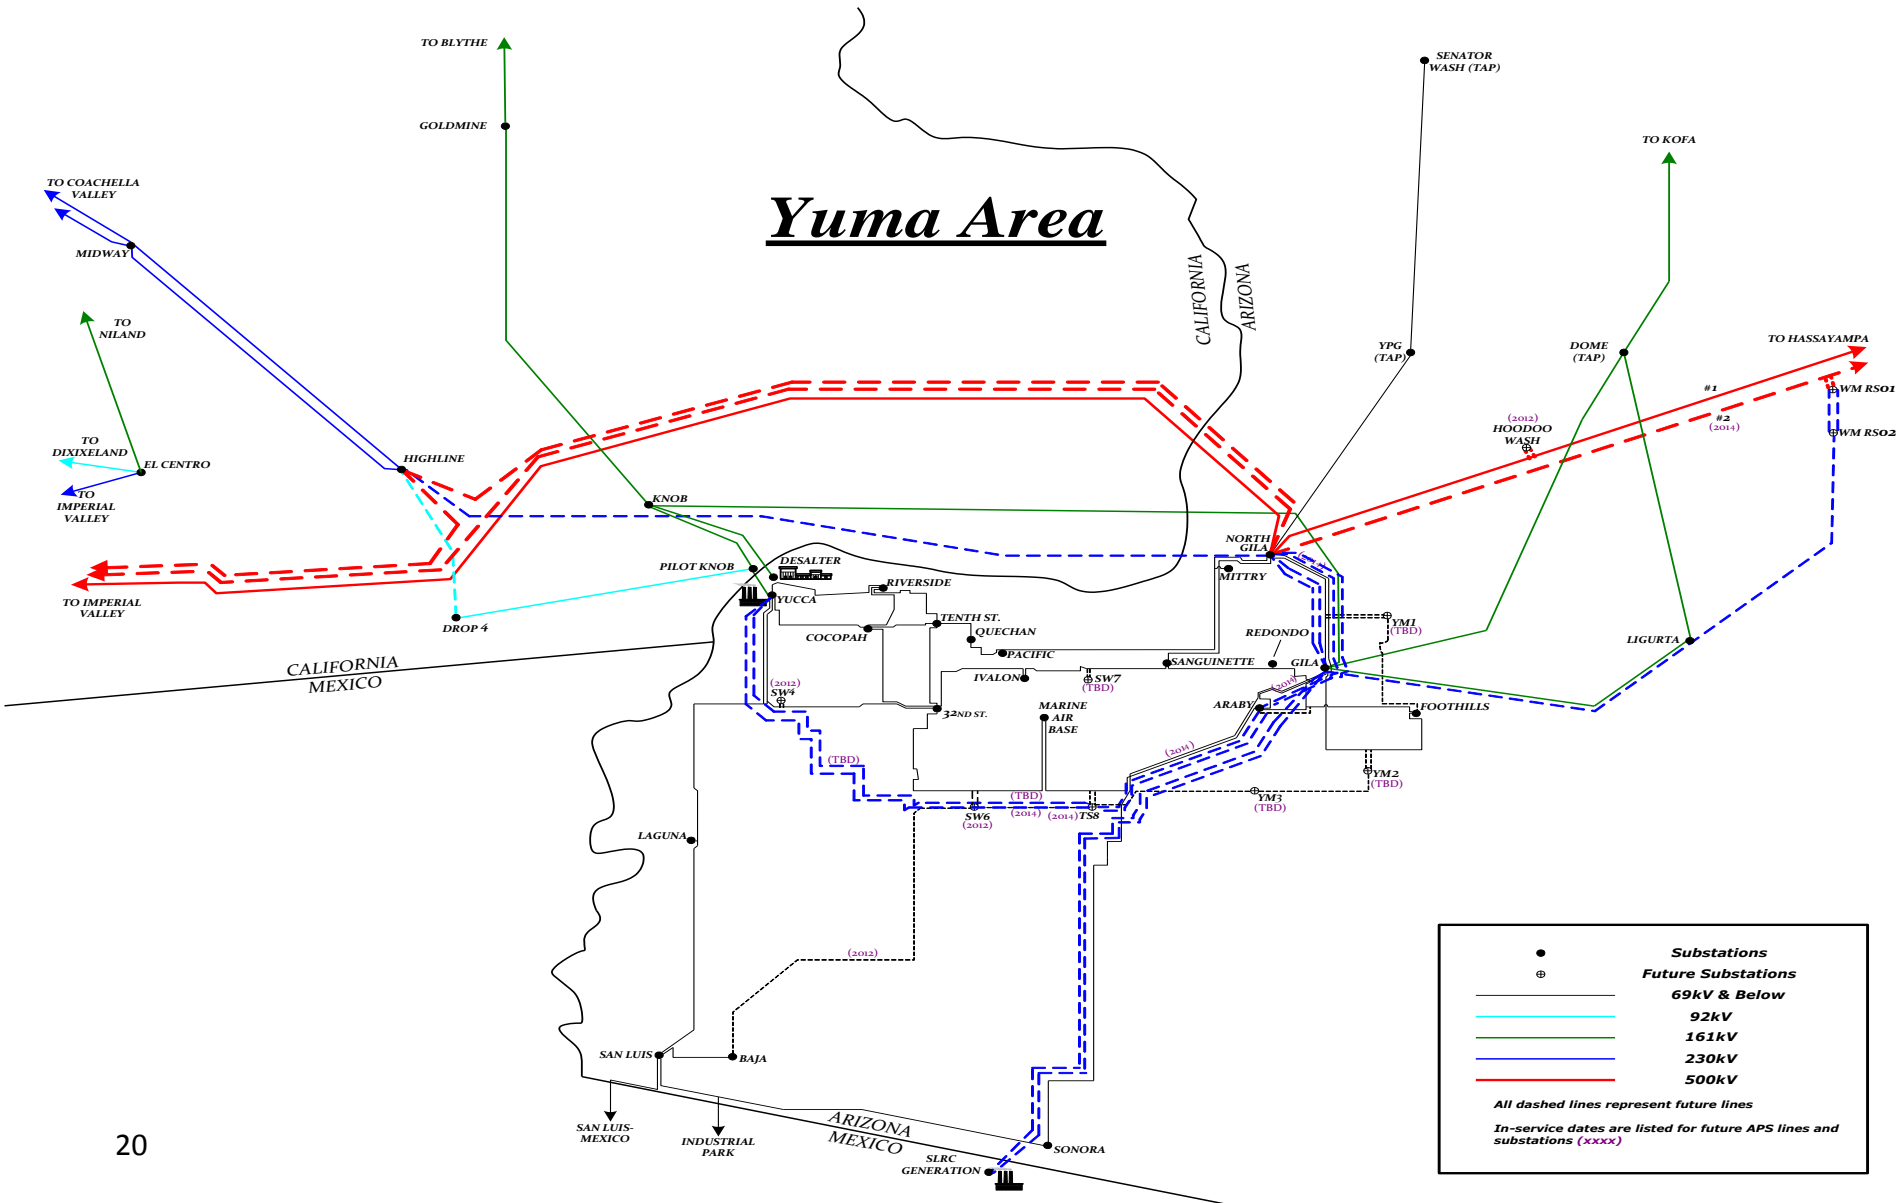 TO BLYTHE
SENATOR
WASH (TAP)
GOLDMINE
TO KOFA
TO COACHELLA
VALLEY
Yuma Area
MIDWAY
CALIFORNIA
ARIZONA
TO
NILAND
YPG
(TAP)
DOME
(TAP)
TO HASSAYAMPA
#1
WM RS01
#2
(2014)
(2012)
HOODOO
WASH
WM RS02
TO
DIXIXELAND
EL CENTRO
HIGHLINE
TO
IMPERIAL
VALLEY
KNOB
NORTH
GILA
PILOT KNOB
DESALTER
MITTRY
RIVERSIDE
YUCCA
TO IMPERIAL
VALLEY
DROP 4
TENTH ST.
COCOPAH
QUECHAN
PACIFIC
REDONDO
YM1
(TBD)
LIGURTA
CALIFORNIA
MEXICO
SANGUINETTE
GILA
IVALON
SW7
(TBD)
(2014)
(2012)
SW4
32ND ST.
MARINE
AIR
BASE
ARABY
FOOTHILLS
(TBD)
(2014)
YM2
(TBD)
YM3
(TBD)
(TBD)
SW6
(2012)
(2014)
(2014)
TS8
LAGUNA
(2012)
SAN LUIS
BAJA
SAN LUIS-
MEXICO
INDUSTRIAL
PARK
ARIZONA
MEXICO
SONORA
SLRC
GENERATION
Substations
Future Substations
69kV & Below
92kV
161kV
230kV
500kV
All dashed lines represent future lines
In-service dates are listed for future APS lines and
substations (xxxx)
20